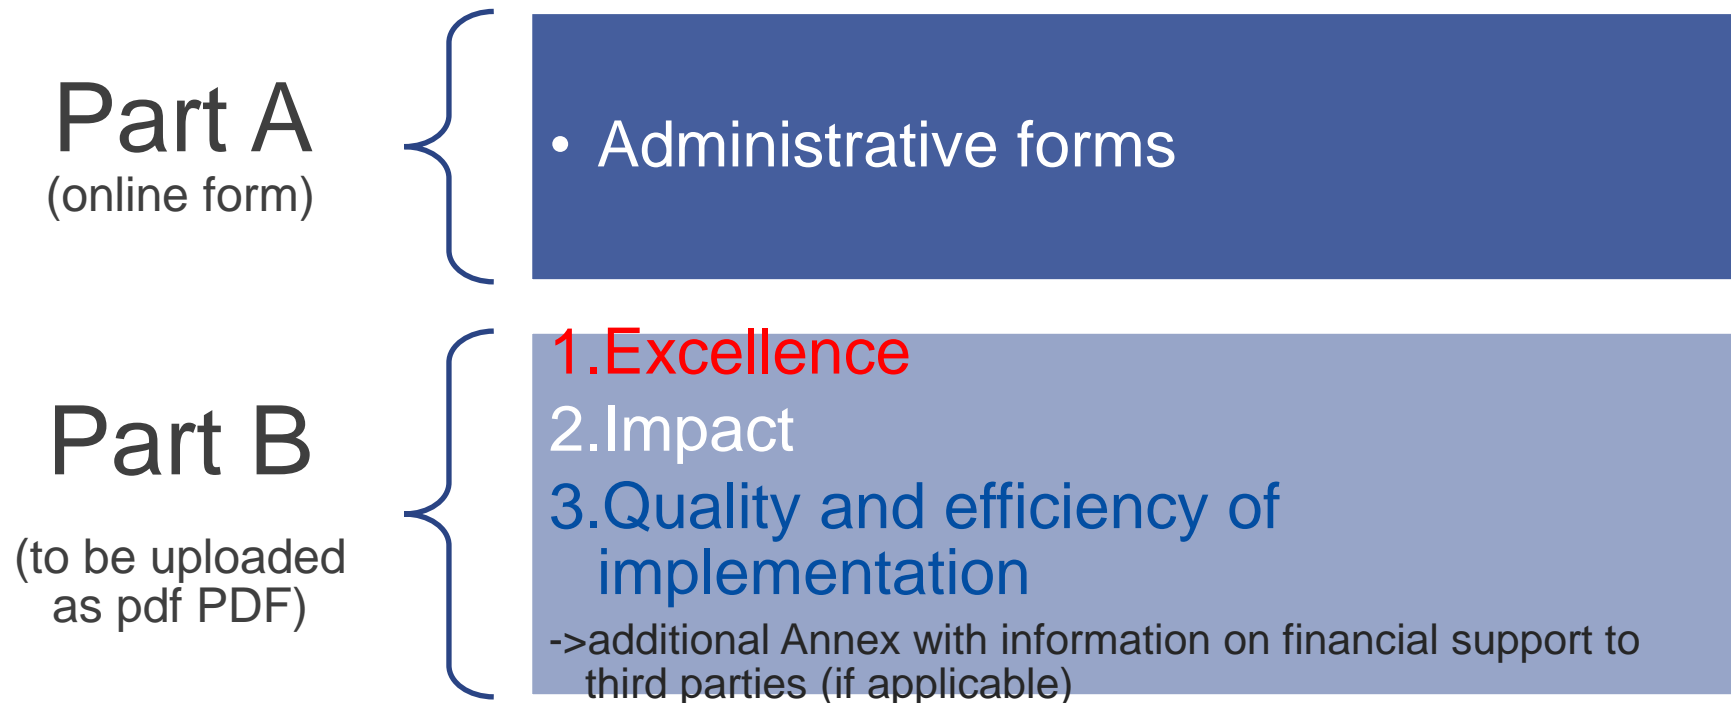 Part A
(online form)
• Administrative forms
Part B
(to be uploaded
as pdf PDF)
1.Excellence
2.Impact
3.Quality and efficiency of
implementation
->additional Annex with information on financial support to
third parties (if applicable)